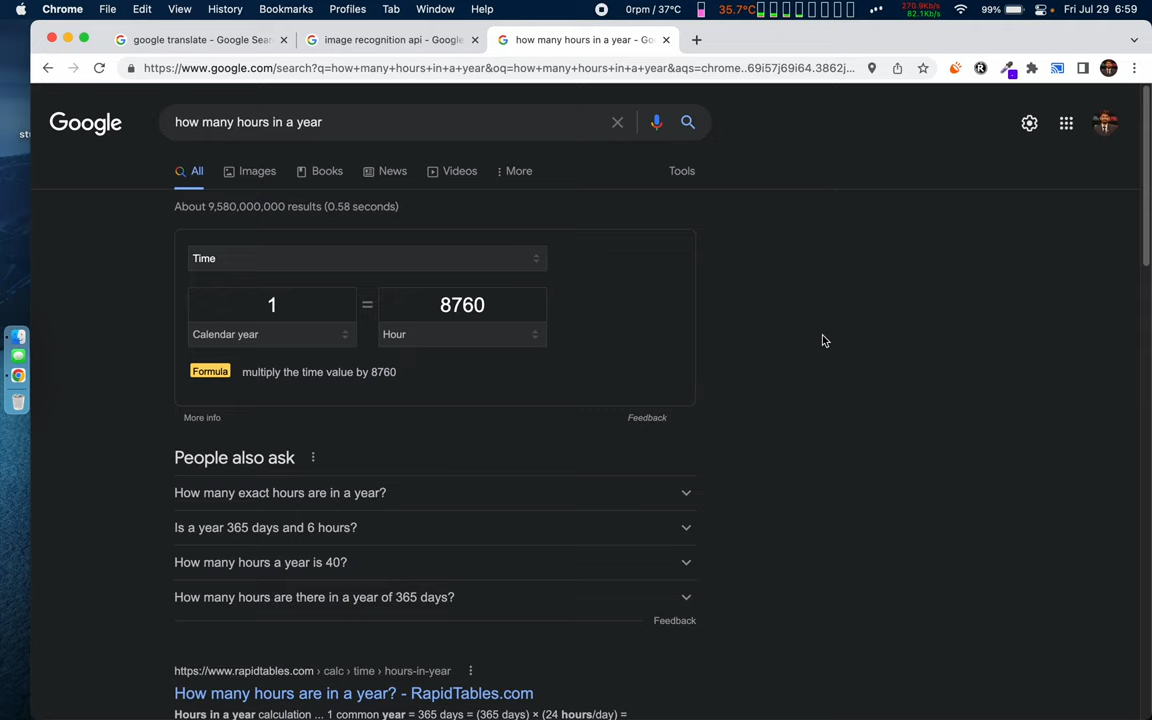 Chrome File Edit View History Bookmarks Profiles Tab Window Help 0rpm / 37°C 35.7°C 270.9Kb/s 82.1Kb/s 99% Fri Jul 29 6:59
google translate - Google Sear
image recognition api - Google
how many hours in a year - Go
https://www.google.com/search?q=how+many+hours+in+a+year&oq=how+many+hours+in+a+year&aqs=chrome..69i57j69i64.3862j...
Google
how many hours in a year
All Images Books News Videos More Tools
About 9,580,000,000 results (0.58 seconds)
Time
1 = 8760
Calendar year Hour
Formula multiply the time value by 8760
More info Feedback
People also ask
How many exact hours are in a year?
Is a year 365 days and 6 hours?
How many hours a year is 40?
How many hours are there in a year of 365 days?
Feedback
https://www.rapidtables.com › calc › time › hours-in-year
How many hours are in a year? - RapidTables.com
Hours in a year calculation ... 1 common year = 365 days = (365 days) × (24 hours/day) =